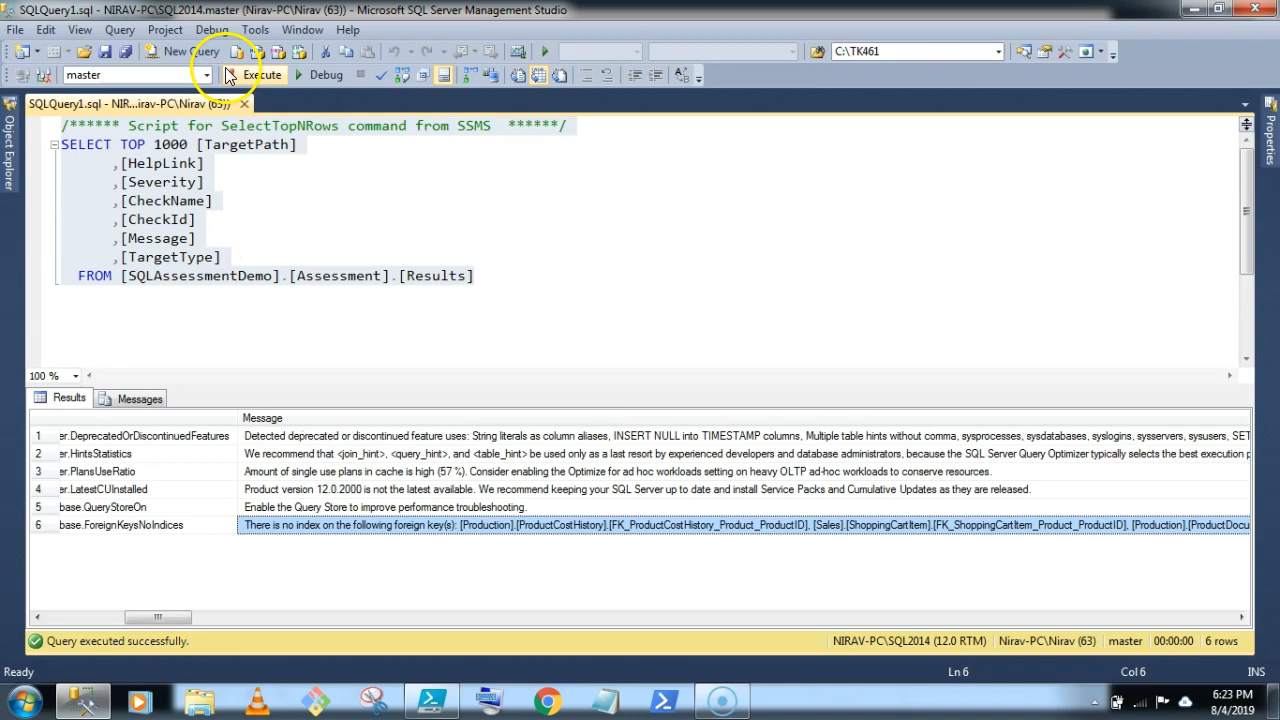 SQLQuery1.sql - NIRAV-PC\SQL2014.master (Nirav-PC\Nirav (63)) - Microsoft SQL Server Management Studio
File Edit View Query Project Debug Tools Window Help
New Query C:\TK461
master Execute Debug
SQLQuery1.sql - NIR...irav-PC\Nirav (63))
Object Explorer
Properties
/****** Script for SelectTopNRows command from SSMS ******/
SELECT TOP 1000 [TargetPath]
,[HelpLink]
,[Severity]
,[CheckName]
,[CheckId]
,[Message]
,[TargetType]
FROM [SQLAssessmentDemo].[Assessment].[Results]
100 %
Results Messages
Message
1 er.DeprecatedOrDiscontinuedFeatures Detected deprecated or discontinued feature uses: String literals as column aliases, INSERT NULL into TIMESTAMP columns, Multiple table hints without comma, sysprocesses, sysdatabases, syslogins, sysservers, sysusers, SET
2 er.HintsStatistics We recommend that <join_hint>, <query_hint>, and <table_hint> be used only as a last resort by experienced developers and database administrators, because the SQL Server Query Optimizer typically selects the best execution p
3 er.PlansUseRatio Amount of single use plans in cache is high (57 %). Consider enabling the Optimize for ad hoc workloads setting on heavy OLTP ad-hoc workloads to conserve resources.
4 er.LatestCUInstalled Product version 12.0.2000 is not the latest available. We recommend keeping your SQL Server up to date and install Service Packs and Cumulative Updates as they are released.
5 base.QueryStoreOn Enable the Query Store to improve performance troubleshooting.
6 base.ForeignKeysNoIndices There is no index on the following foreign key(s): [Production].[ProductCostHistory].[FK_ProductCostHistory_Product_ProductID], [Sales].[ShoppingCartItem].[FK_ShoppingCartItem_Product_ProductID], [Production].[ProductDocu
Query executed successfully. NIRAV-PC\SQL2014 (12.0 RTM) Nirav-PC\Nirav (63) master 00:00:00 6 rows
Ready Ln 6 Col 6 INS
6:23 PM
8/4/2019